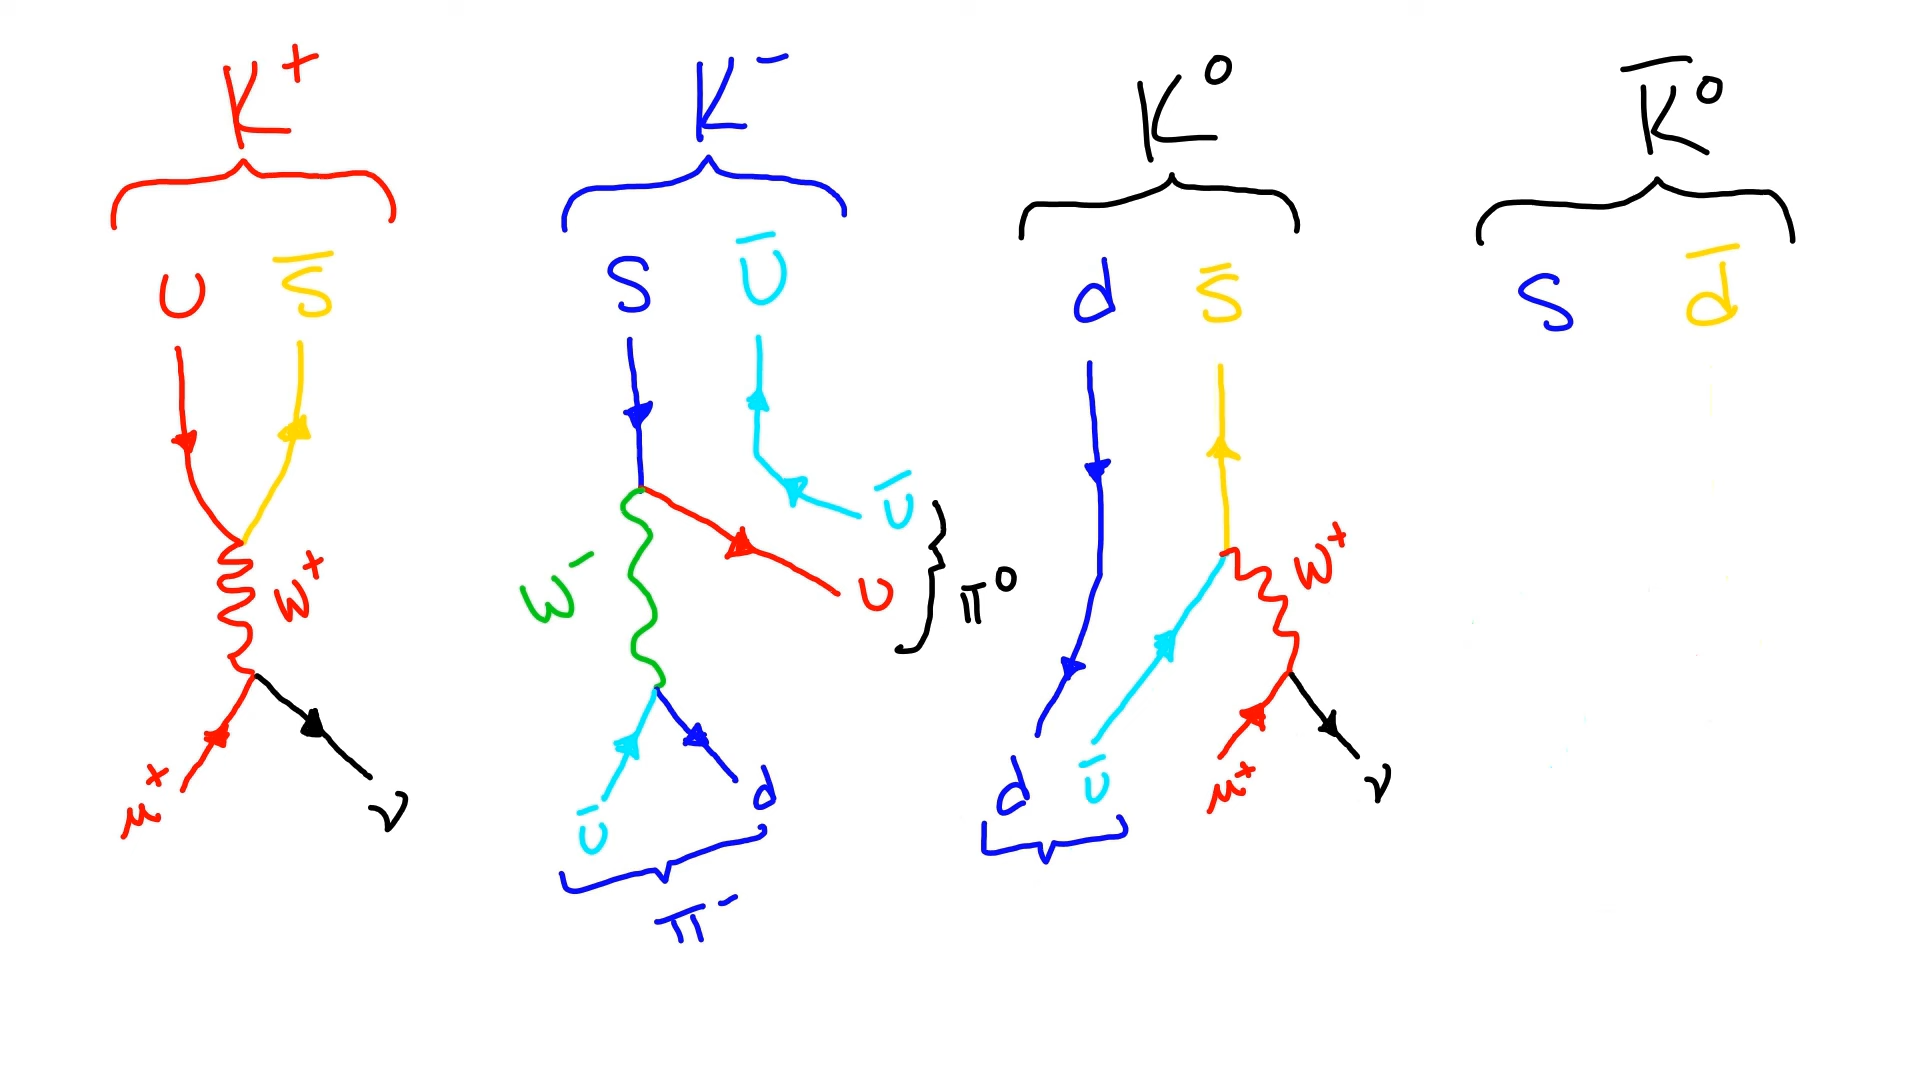 K⁺ K⁻ K⁰ K̅⁰
u s̅ s u̅ d s̅ s d̅
u̅
W⁻ W⁺ u π⁰ W⁺
μ⁺ ν u̅ d d u̅ μ⁺ ν
π⁻